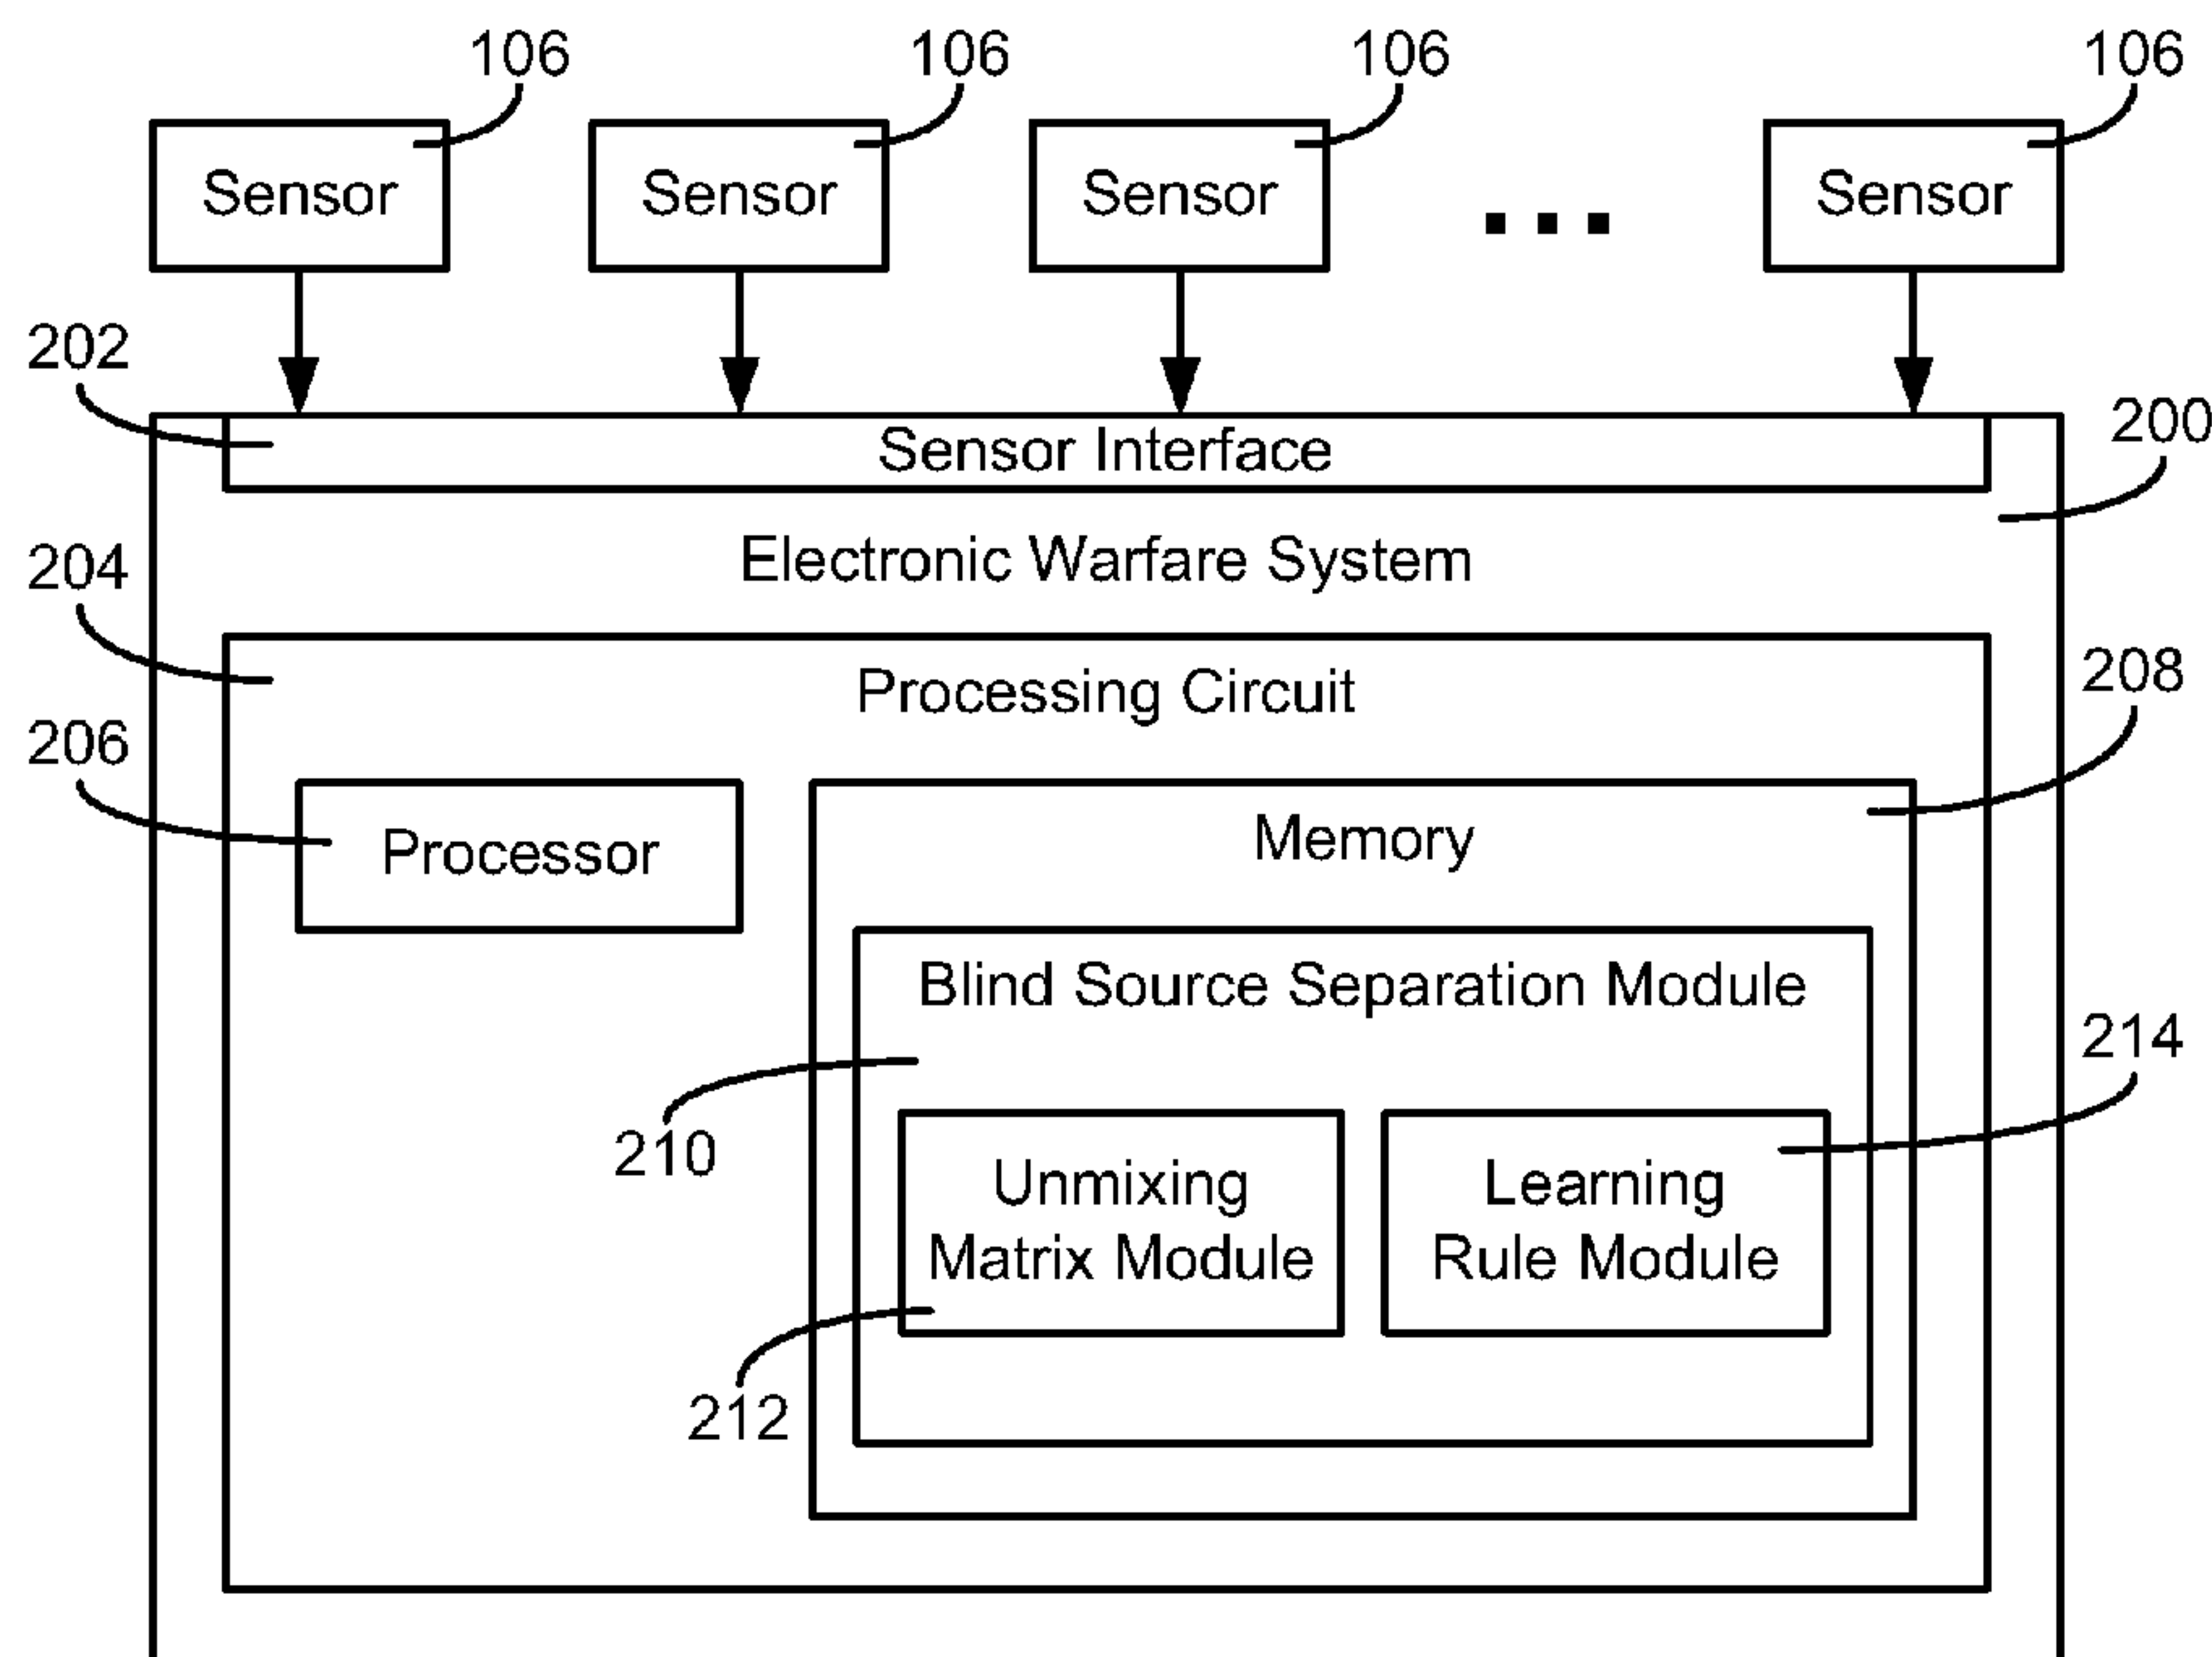 106 106 106 106
Sensor Sensor Sensor ... Sensor
202
200
Sensor Interface
Electronic Warfare System
204
208
Processing Circuit
206
Processor
Memory
Blind Source Separation Module
214
210
Unmixing
Matrix Module
Learning
Rule Module
212